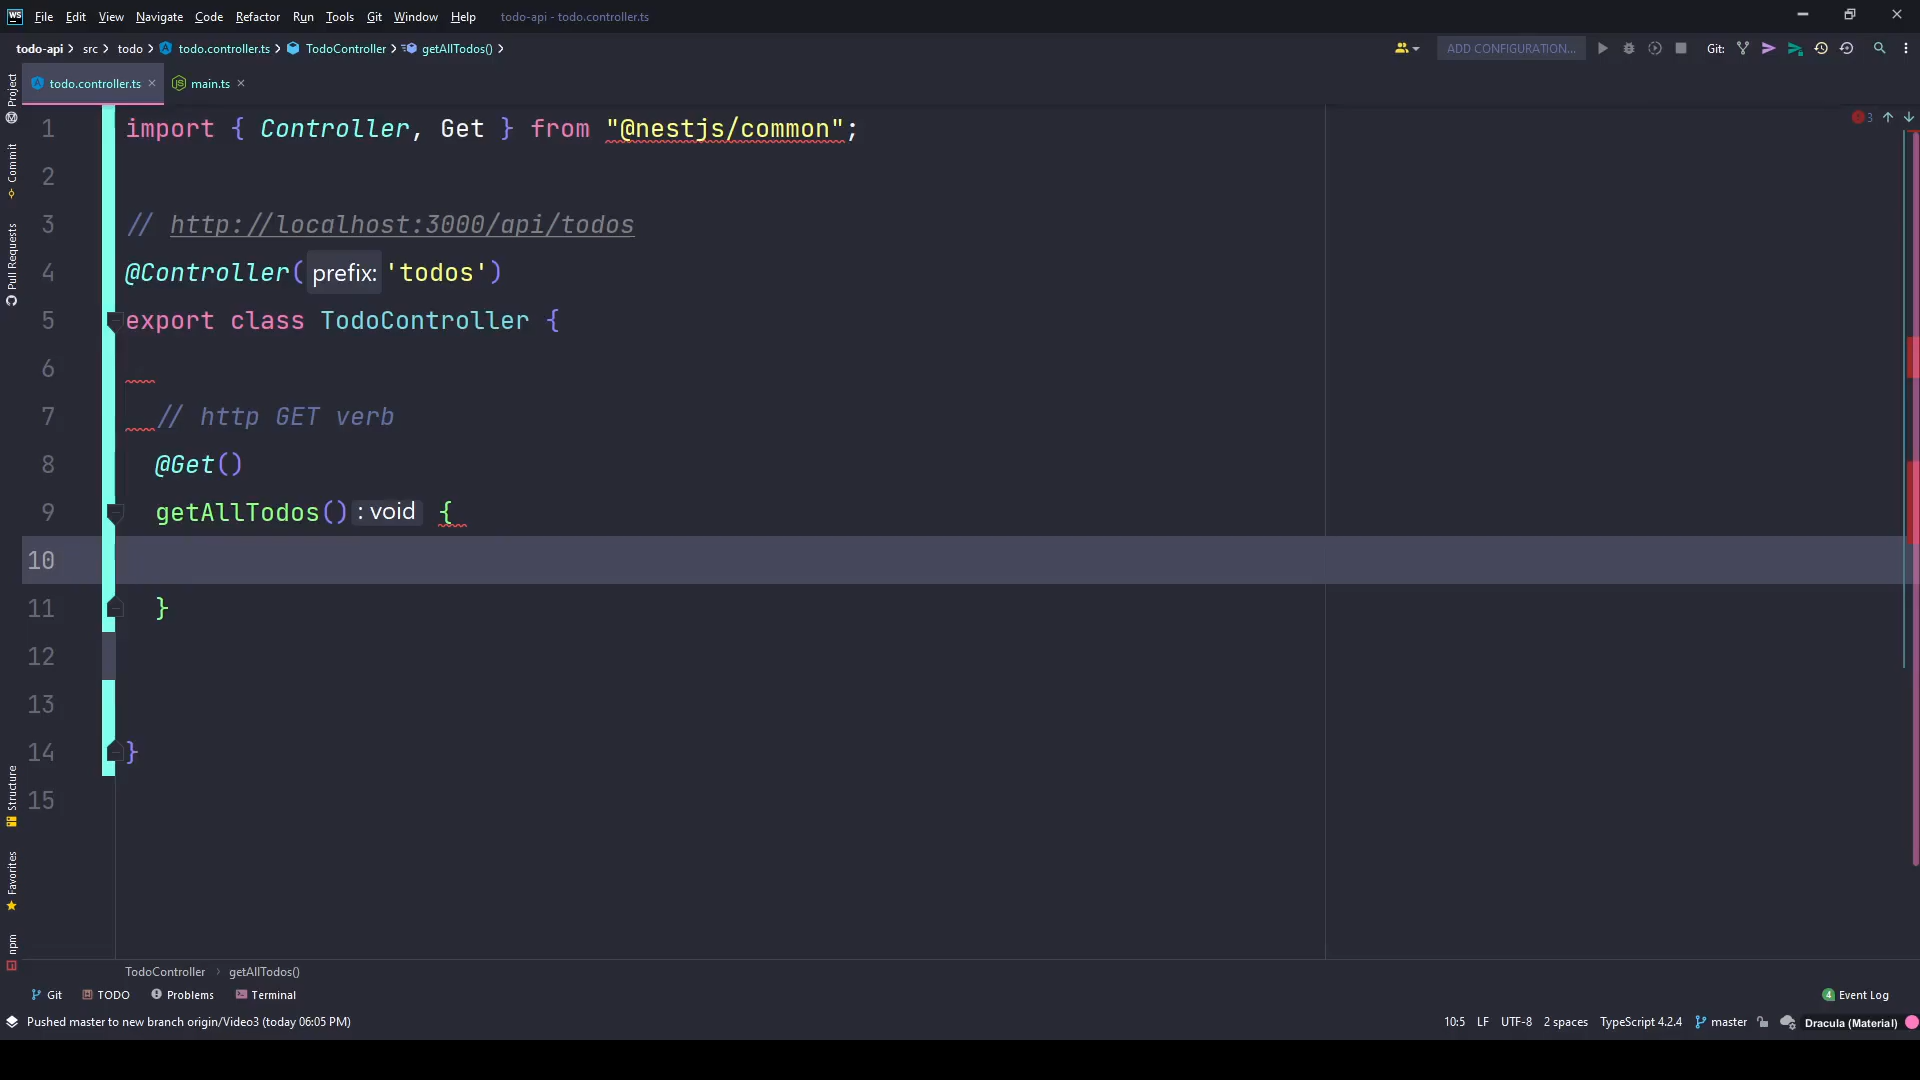 WS File Edit View Navigate Code Refactor Run Tools Git Window Help todo-api - todo.controller.ts
todo-api src todo todo.controller.ts TodoController getAllTodos() ADD CONFIGURATION... Git:
todo.controller.ts main.ts
Project
Commit
Pull Requests
Structure
Favorites
npm
3
1 import { Controller, Get } from "@nestjs/common";
2
3 // http://localhost:3000/api/todos
4 @Controller( prefix: 'todos')
5 export class TodoController {
6
7 // http GET verb
8 @Get()
9 getAllTodos() : void {
10
11 }
12
13
14 }
15
TodoController › getAllTodos()
Git TODO Problems Terminal 4 Event Log
Pushed master to new branch origin/Video3 (today 06:05 PM) 10:5 LF UTF-8 2 spaces TypeScript 4.2.4 master Dracula (Material)